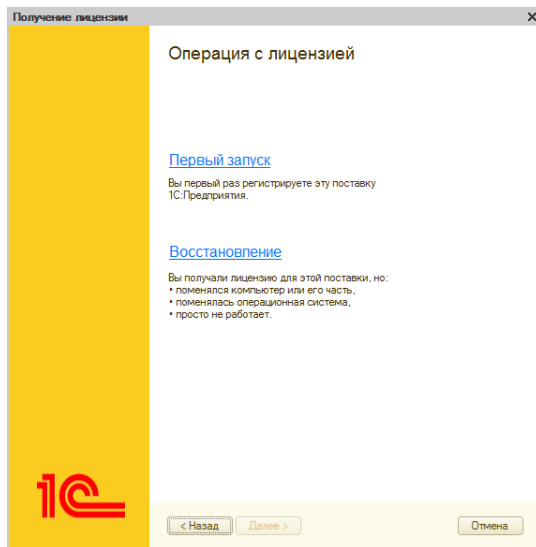 Получение лицензии
Операция с лицензией
Первый запуск
Вы первый раз регистрируете эту поставку
1С:Предприятия.
Восстановление
Вы получали лицензию для этой поставки, но:
• поменялся компьютер или его часть,
• поменялась операционная система,
• просто не работает.
1С
< Назад Далее > Отмена